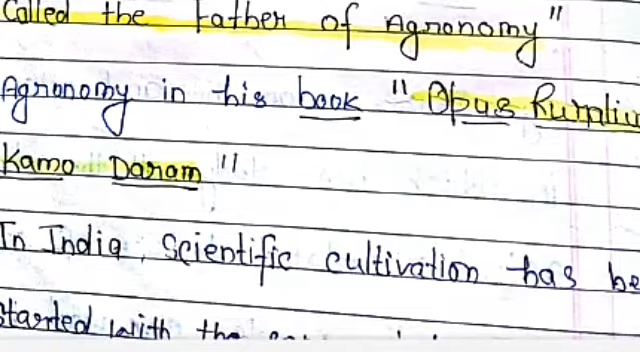 Called the Father of Agronomy"
Agronomy in his book "Opus Ruraliu
Kamo Daram"
In India, Scientific cultivation has be
started with the